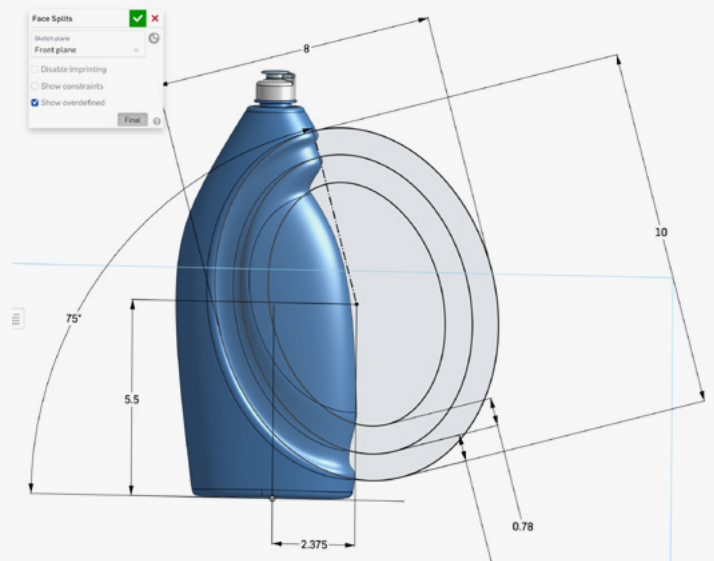 Face Splits
Sketch plane
Front plane
Disable imprinting
Show constraints
Show overdefined
Final
8
10
75°
5.5
0.78
2.375